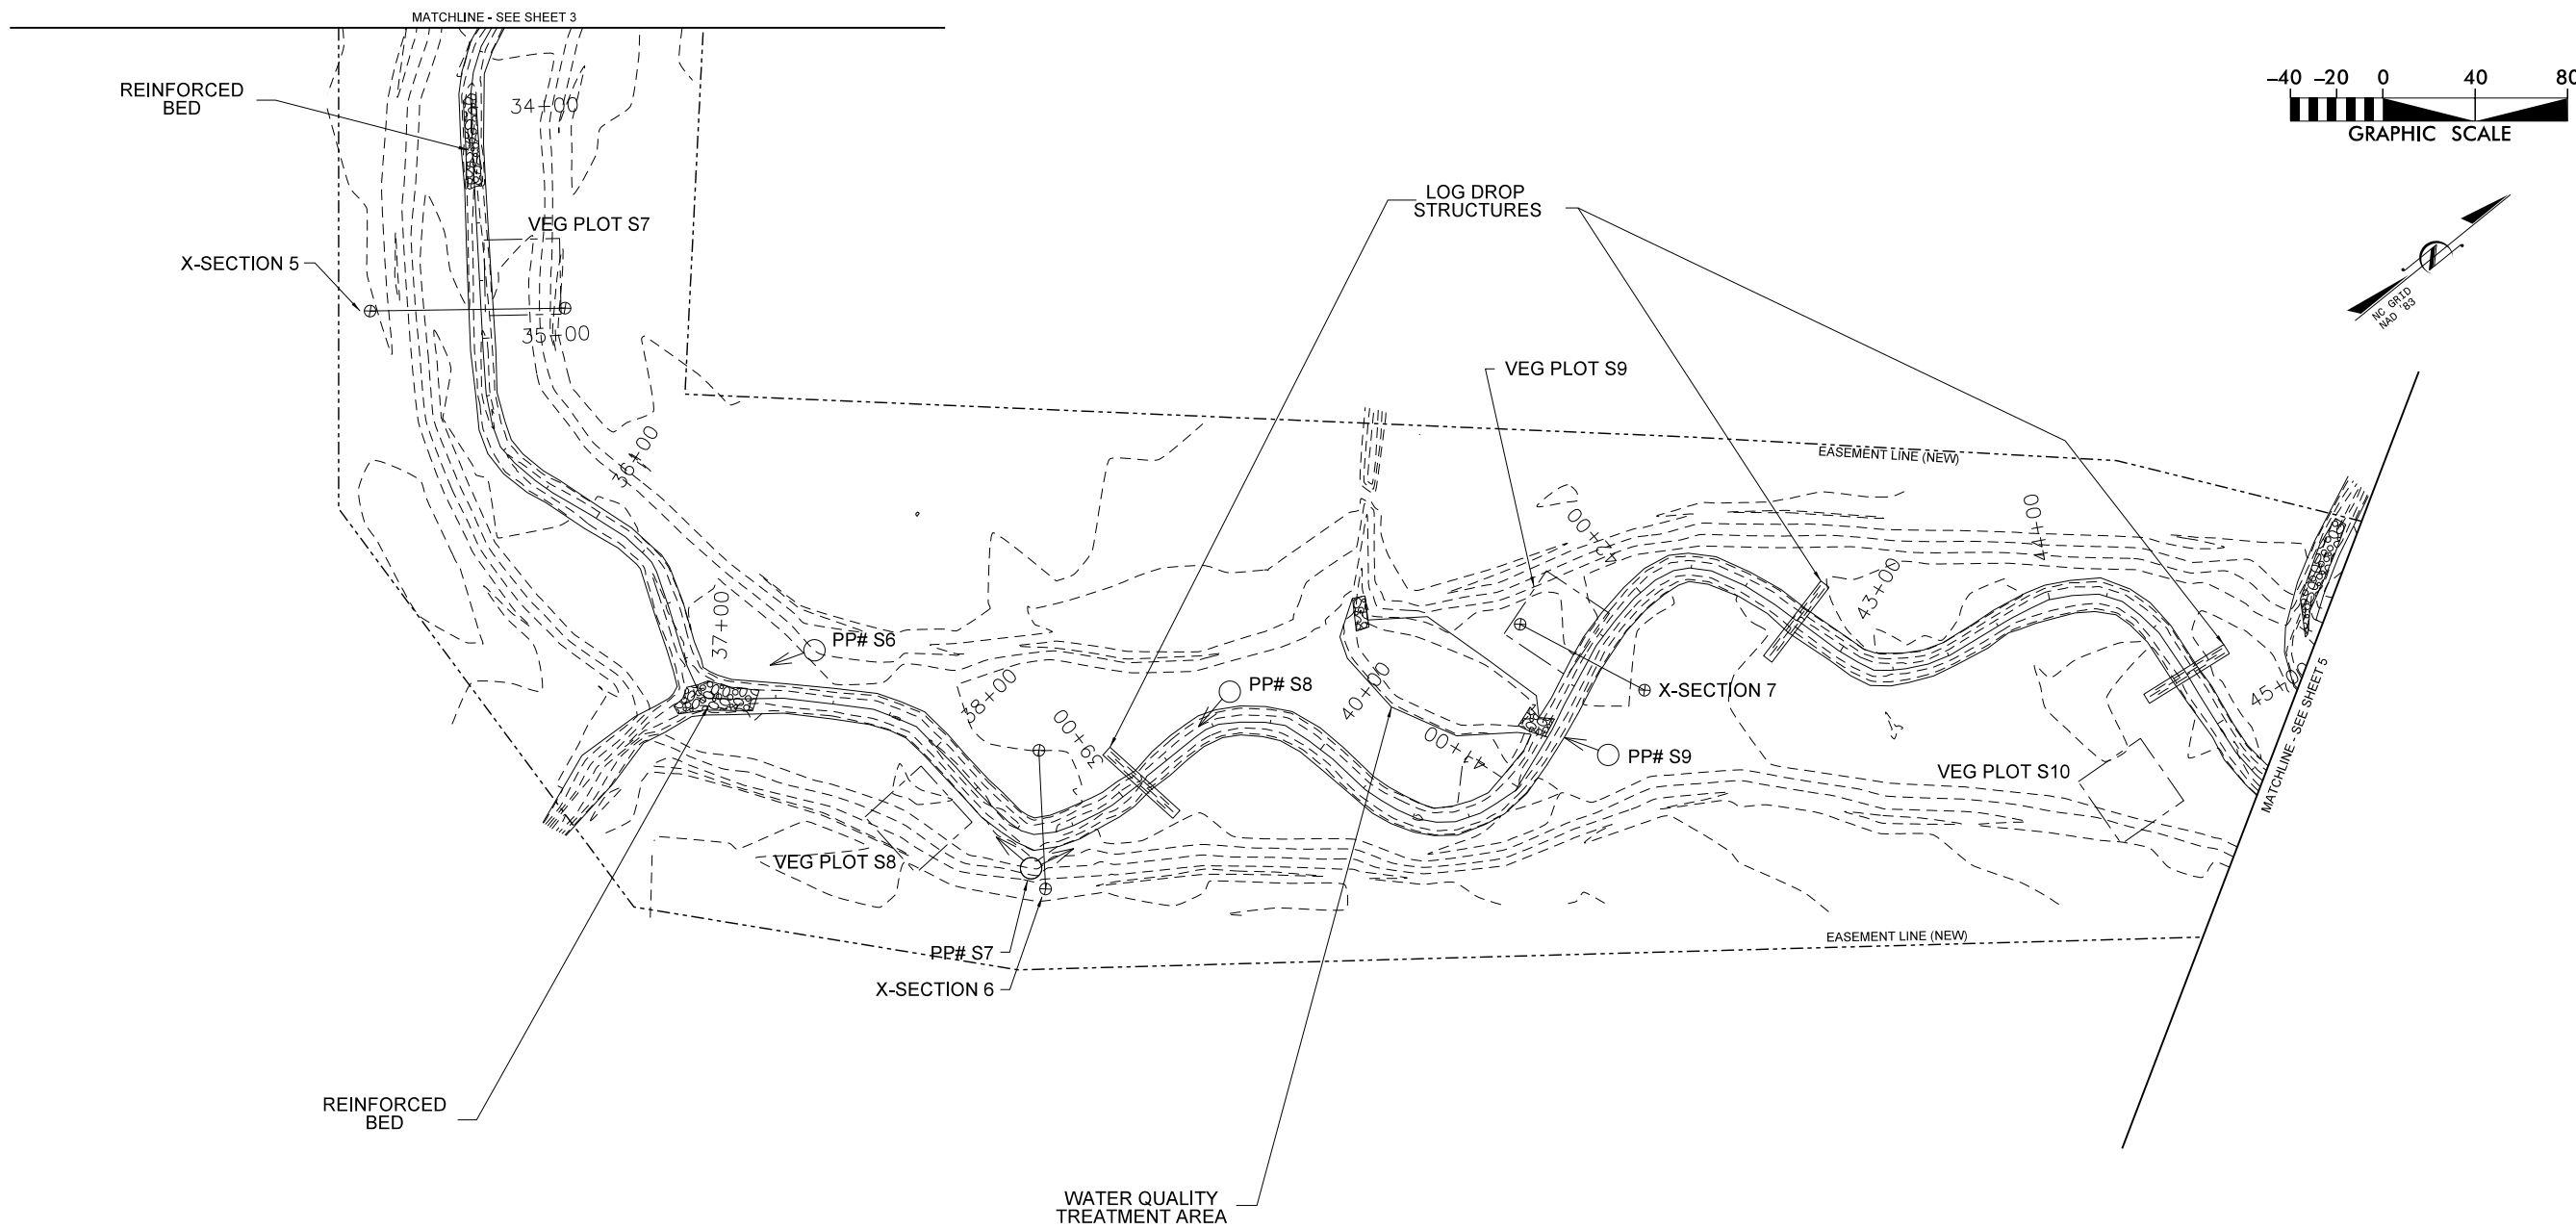 MATCHLINE - SEE SHEET 3
-40 -20 0 40 80
GRAPHIC SCALE
REINFORCED
BED
34+00
LOG DROP
STRUCTURES
VEG PLOT S7
X-SECTION 5
NC GRID
NAD '83
35+00
VEG PLOT S9
36+00
EASEMENT LINE (NEW)
42+00
44+00
43+00
37+00
PP# S6
38+00
PP# S8
40+00
X-SECTION 7
45+00
39+00
41+00
PP# S9
VEG PLOT S10
MATCHLINE - SEE SHEET 5
VEG PLOT S8
PP# S7
EASEMENT LINE (NEW)
X-SECTION 6
REINFORCED
BED
WATER QUALITY
TREATMENT AREA